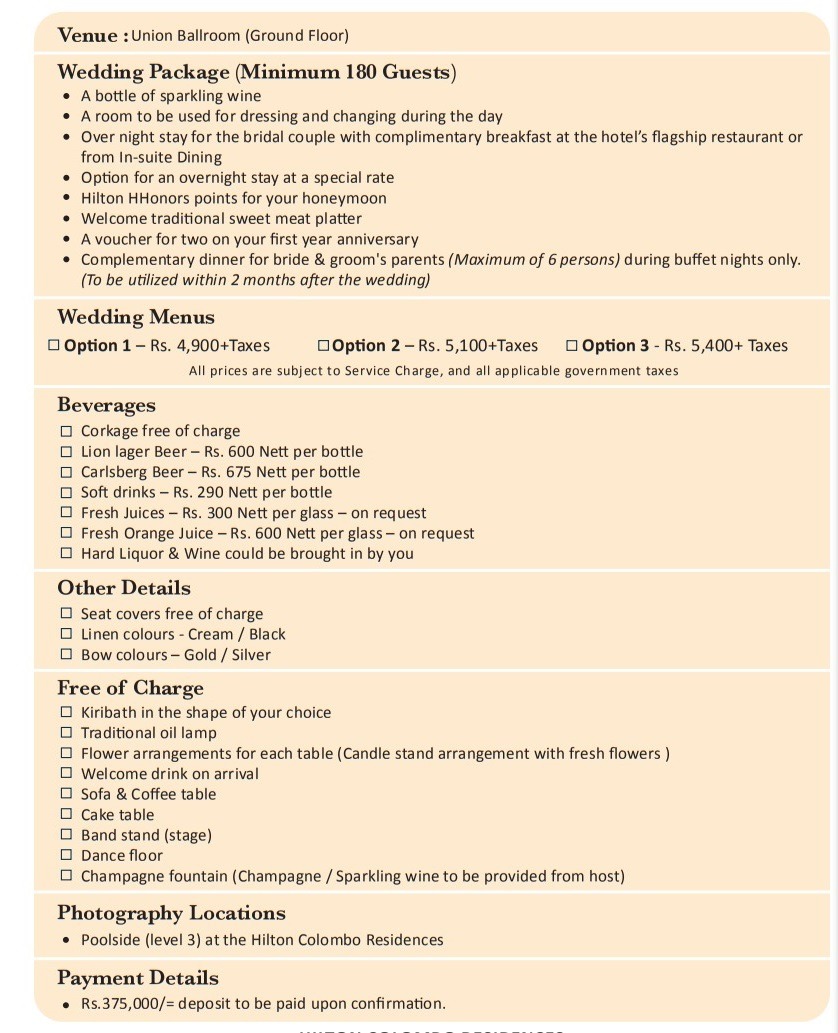 Venue : Union Ballroom (Ground Floor)
Wedding Package (Minimum 180 Guests)
• A bottle of sparkling wine
• A room to be used for dressing and changing during the day
• Over night stay for the bridal couple with complimentary breakfast at the hotel’s flagship restaurant or
from In-suite Dining
• Option for an overnight stay at a special rate
• Hilton HHonors points for your honeymoon
• Welcome traditional sweet meat platter
• A voucher for two on your first year anniversary
• Complementary dinner for bride & groom's parents (Maximum of 6 persons) during buffet nights only.
(To be utilized within 2 months after the wedding)
Wedding Menus
☐ Option 1 – Rs. 4,900+Taxes ☐ Option 2 – Rs. 5,100+Taxes ☐ Option 3 - Rs. 5,400+ Taxes
All prices are subject to Service Charge, and all applicable government taxes
Beverages
☐ Corkage free of charge
☐ Lion lager Beer – Rs. 600 Nett per bottle
☐ Carlsberg Beer – Rs. 675 Nett per bottle
☐ Soft drinks – Rs. 290 Nett per bottle
☐ Fresh Juices – Rs. 300 Nett per glass – on request
☐ Fresh Orange Juice – Rs. 600 Nett per glass – on request
☐ Hard Liquor & Wine could be brought in by you
Other Details
☐ Seat covers free of charge
☐ Linen colours - Cream / Black
☐ Bow colours – Gold / Silver
Free of Charge
☐ Kiribath in the shape of your choice
☐ Traditional oil lamp
☐ Flower arrangements for each table (Candle stand arrangement with fresh flowers )
☐ Welcome drink on arrival
☐ Sofa & Coffee table
☐ Cake table
☐ Band stand (stage)
☐ Dance floor
☐ Champagne fountain (Champagne / Sparkling wine to be provided from host)
Photography Locations
• Poolside (level 3) at the Hilton Colombo Residences
Payment Details
• Rs.375,000/= deposit to be paid upon confirmation.